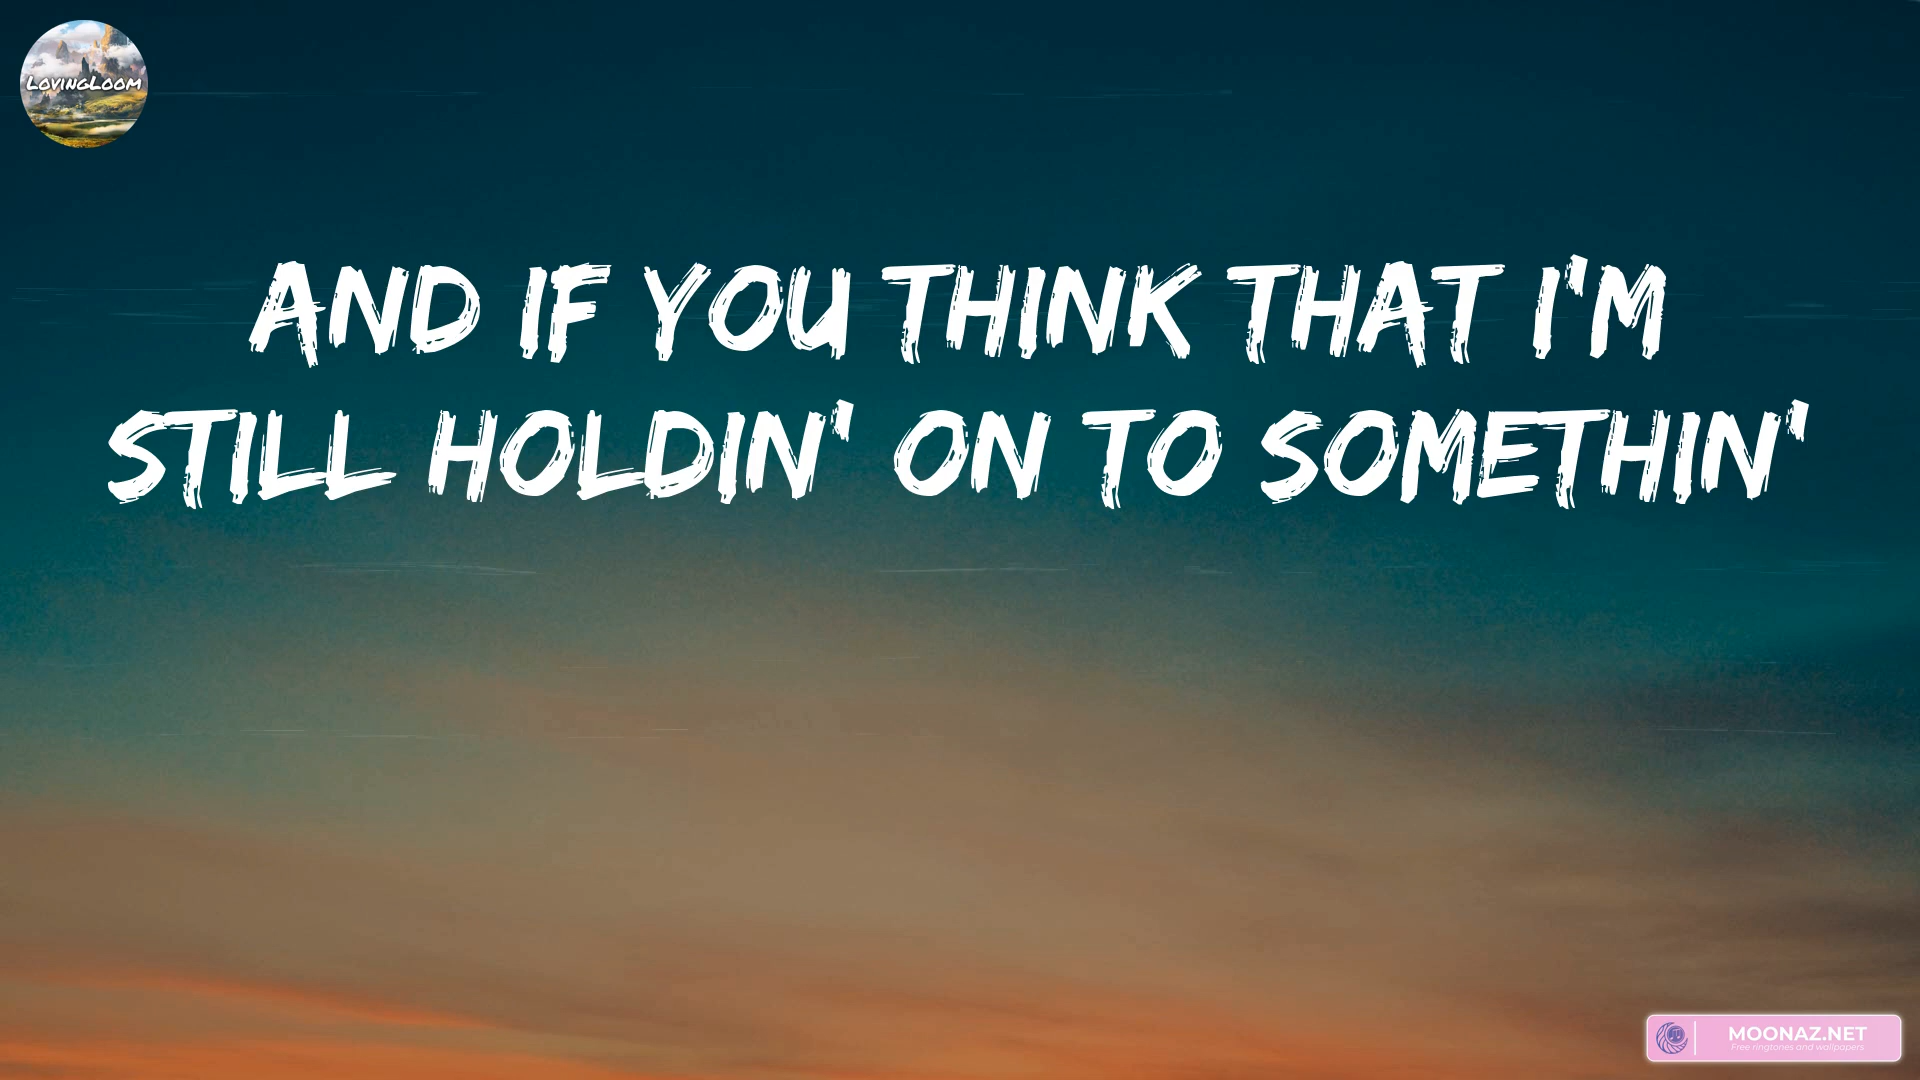 LOVINGLOOM
AND IF YOU THINK THAT I'M
STILL HOLDIN' ON TO SOMETHIN'
MOONAZ.NET
Free ringtones and wallpapers